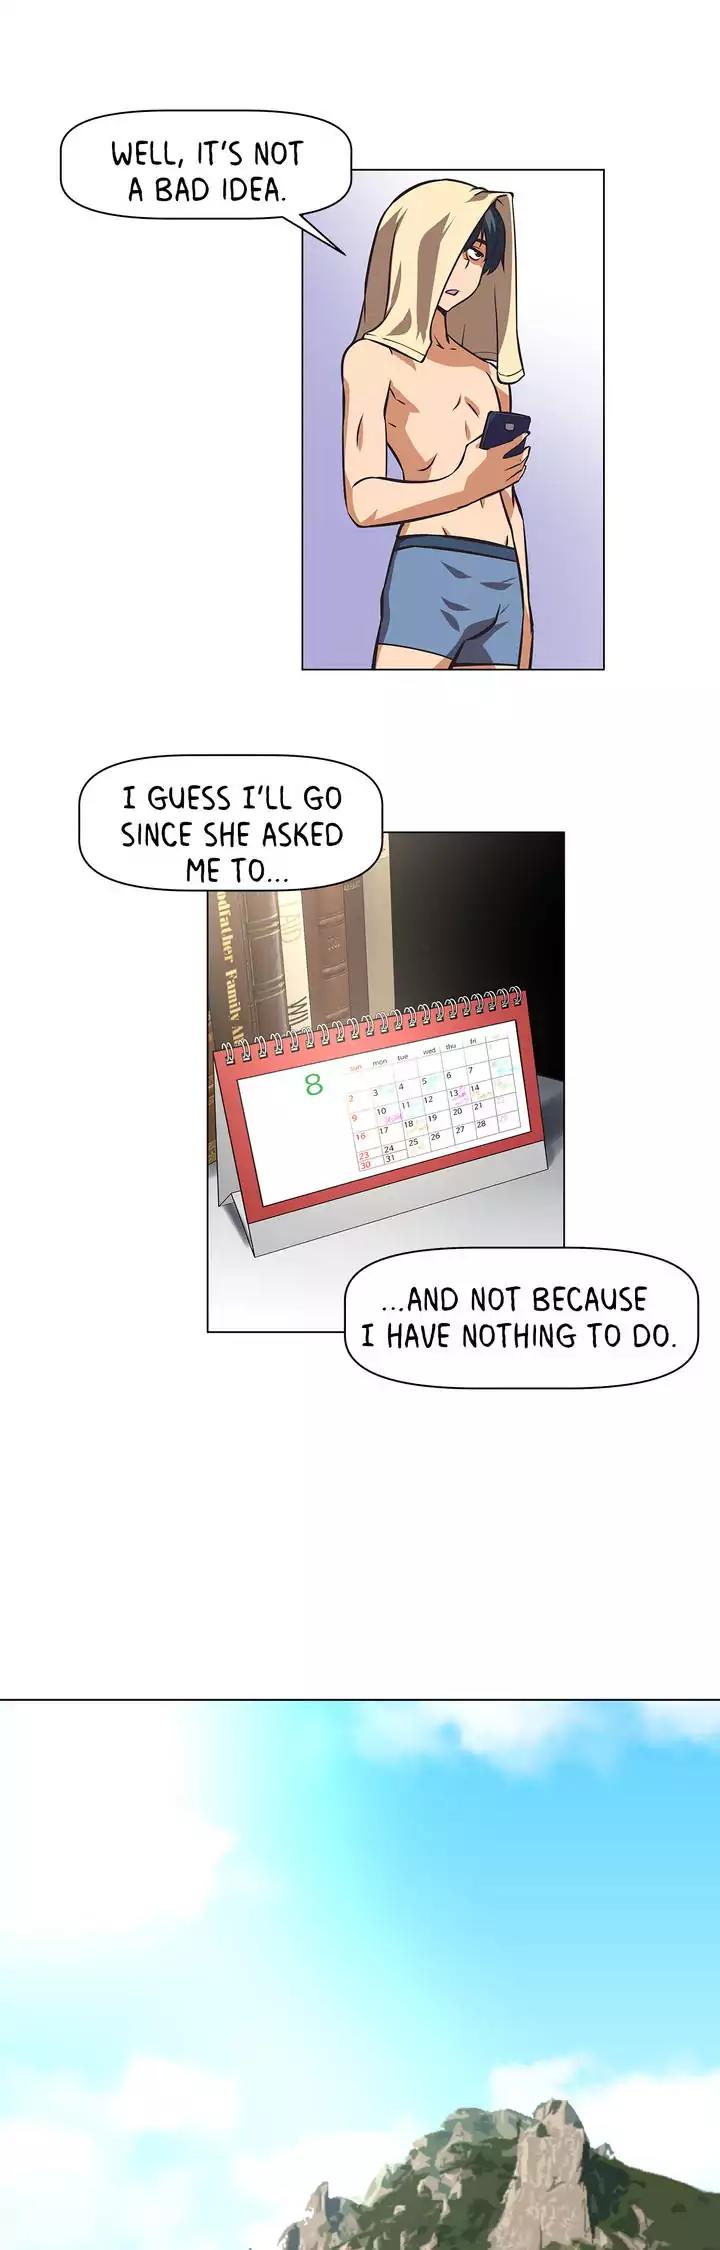 WELL, IT'S NOT
A BAD IDEA.
I GUESS I'LL GO
SINCE SHE ASKED
ME TO...
Family
8
sun mon tue wed thu fri
2 3 4 5 6 7
9 10 11 12 13 14
16 17 18 19 20 21
23 24 25 26 27 28
30 31
...AND NOT BECAUSE
I HAVE NOTHING TO DO.